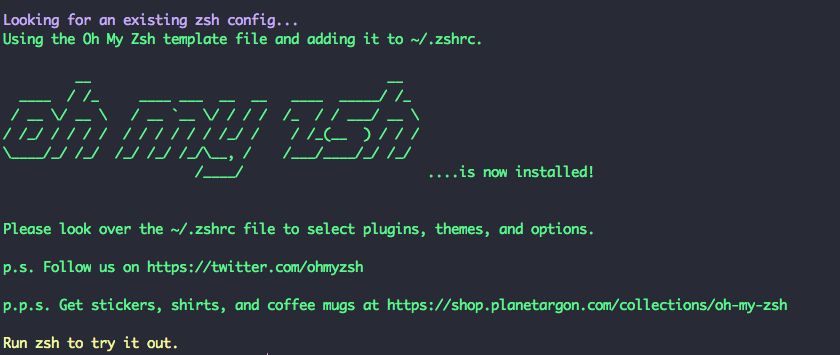 Looking for an existing zsh config...
Using the Oh My Zsh template file and adding it to ~/.zshrc.
oh my zsh
....is now installed!
Please look over the ~/.zshrc file to select plugins, themes, and options.
p.s. Follow us on https://twitter.com/ohmyzsh
p.p.s. Get stickers, shirts, and coffee mugs at https://shop.planetargon.com/collections/oh-my-zsh
Run zsh to try it out.